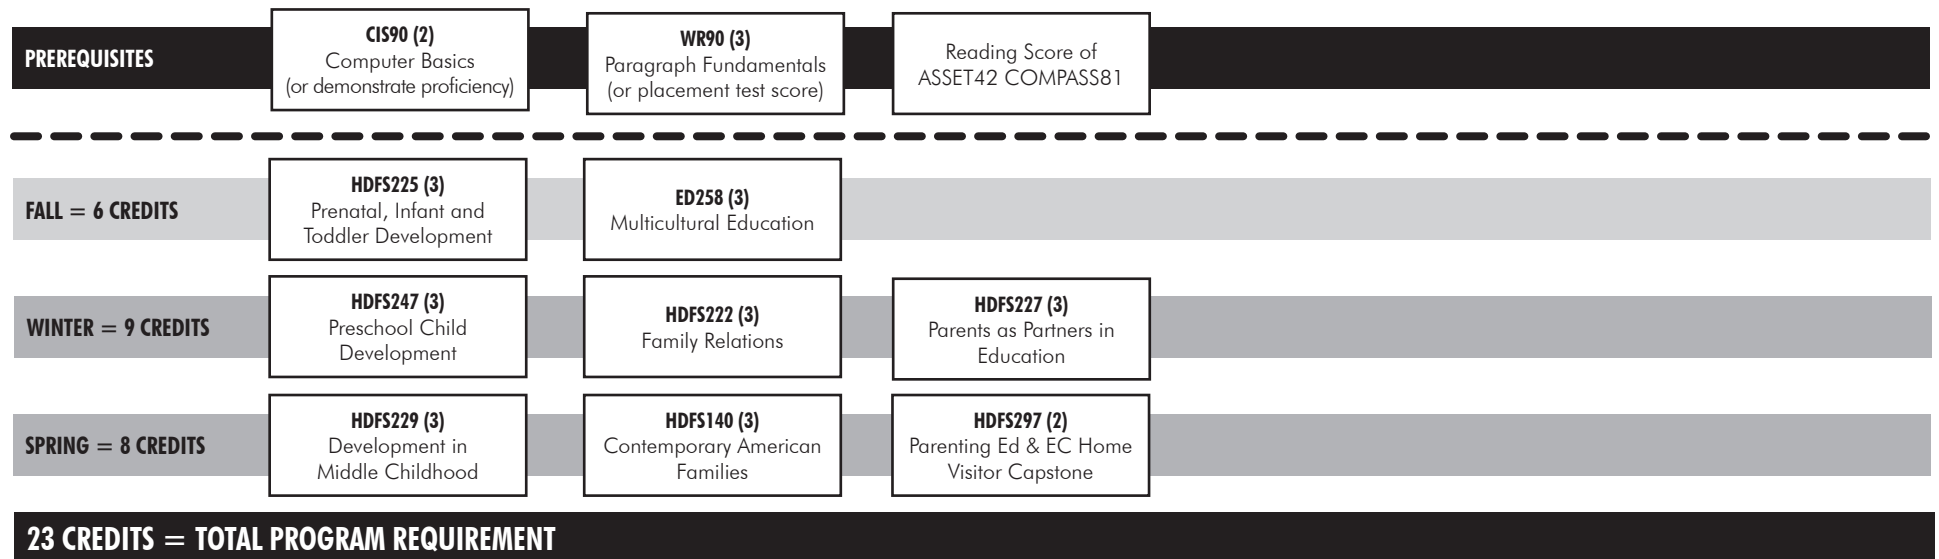 PREREQUISITES
CIS90 (2)
Computer Basics
(or demonstrate proficiency)
WR90 (3)
Paragraph Fundamentals
(or placement test score)
Reading Score of
ASSET42 COMPASS81
FALL = 6 CREDITS
HDFS225 (3)
Prenatal, Infant and
Toddler Development
ED258 (3)
Multicultural Education
WINTER = 9 CREDITS
HDFS247 (3)
Preschool Child
Development
HDFS222 (3)
Family Relations
HDFS227 (3)
Parents as Partners in
Education
SPRING = 8 CREDITS
HDFS229 (3)
Development in
Middle Childhood
HDFS140 (3)
Contemporary American
Families
HDFS297 (2)
Parenting Ed & EC Home
Visitor Capstone
23 CREDITS = TOTAL PROGRAM REQUIREMENT